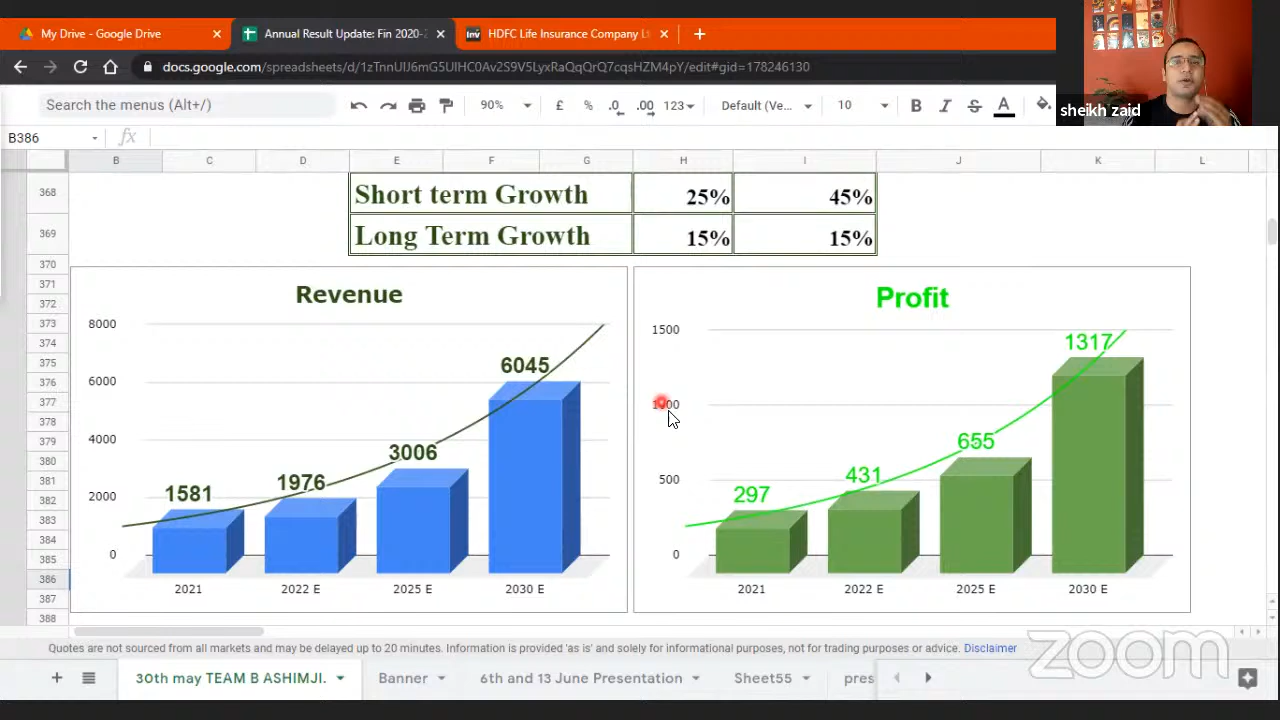 My Drive - Google Drive
Annual Result Update: Fin 2020-
HDFC Life Insurance Company L
docs.google.com/spreadsheets/d/1zTnnUlJ6mG5UlHC0Av2S9V5LyxRaQqQrQ7cqsHZM4pY/edit#gid=178246130
sheikh zaid
Search the menus (Alt+/)
90%
£
%
.0
.00
123
Default (Ve...
10
B
I
S
A
B386
fx
B C D E F G H I J K L
368 Short term Growth 25% 45%
369 Long Term Growth 15% 15%
370
371
372
373
374
375
376
377
378
379
380
381
382
383
384
385
386
387
388
Revenue
8000
6000
4000
2000
0
1581
1976
3006
6045
2021 2022 E 2025 E 2030 E
Profit
1500
500
0
297
431
655
1317
2021 2022 E 2025 E 2030 E
Quotes are not sourced from all markets and may be delayed up to 20 minutes. Information is provided 'as is' and solely for informational purposes, not for trading purposes or advice. Disclaimer
zoom
30th may TEAM B ASHIMJI.
Banner
6th and 13 June Presentation
Sheet55
pres